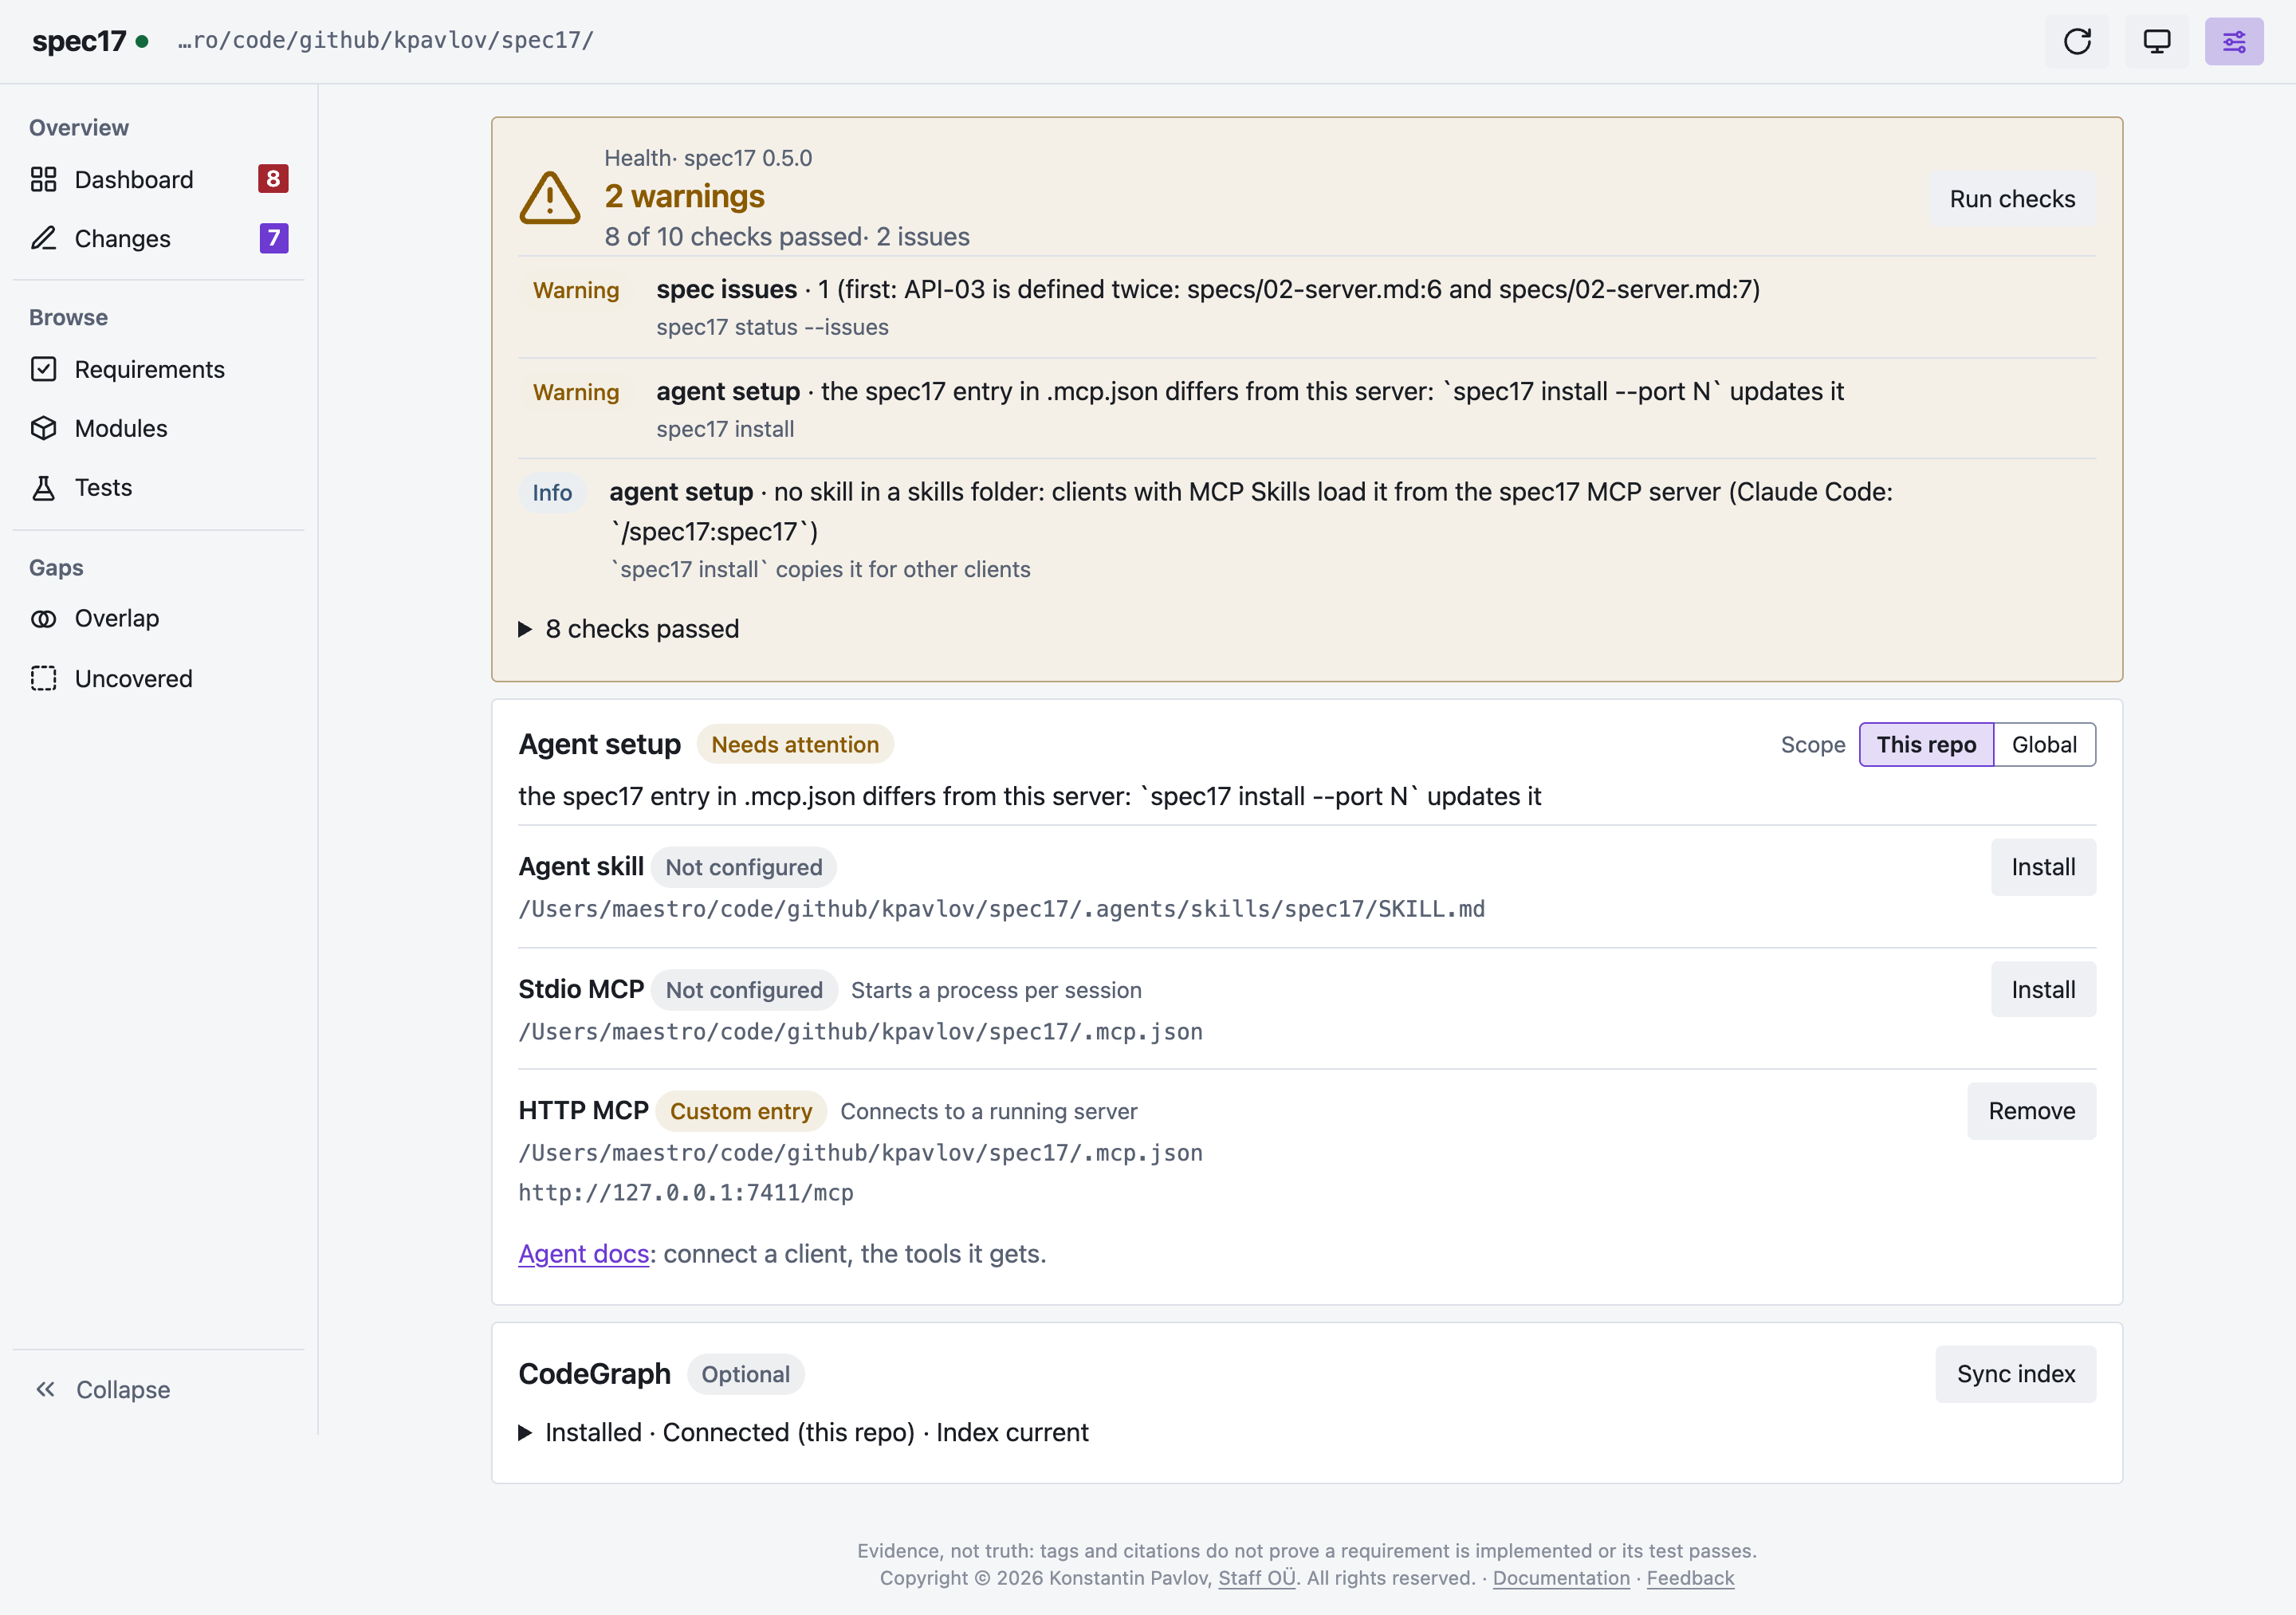 spec17 …ro/code/github/kpavlov/spec17/
Overview
Dashboard 8
Changes 7
Browse
Requirements
Modules
Tests
Gaps
Overlap
Uncovered
Collapse
Health· spec17 0.5.0
2 warnings
8 of 10 checks passed· 2 issues
Run checks
Warning spec issues · 1 (first: API-03 is defined twice: specs/02-server.md:6 and specs/02-server.md:7)
spec17 status --issues
Warning agent setup · the spec17 entry in .mcp.json differs from this server: `spec17 install --port N` updates it
spec17 install
Info agent setup · no skill in a skills folder: clients with MCP Skills load it from the spec17 MCP server (Claude Code:
`/spec17:spec17`)
`spec17 install` copies it for other clients
8 checks passed
Agent setup Needs attention Scope This repo Global
the spec17 entry in .mcp.json differs from this server: `spec17 install --port N` updates it
Agent skill Not configured Install
/Users/maestro/code/github/kpavlov/spec17/.agents/skills/spec17/SKILL.md
Stdio MCP Not configured Starts a process per session Install
/Users/maestro/code/github/kpavlov/spec17/.mcp.json
HTTP MCP Custom entry Connects to a running server Remove
/Users/maestro/code/github/kpavlov/spec17/.mcp.json
http://127.0.0.1:7411/mcp
Agent docs: connect a client, the tools it gets.
CodeGraph Optional Sync index
Installed · Connected (this repo) · Index current
Evidence, not truth: tags and citations do not prove a requirement is implemented or its test passes.
Copyright © 2026 Konstantin Pavlov, Staff OÜ. All rights reserved. · Documentation · Feedback